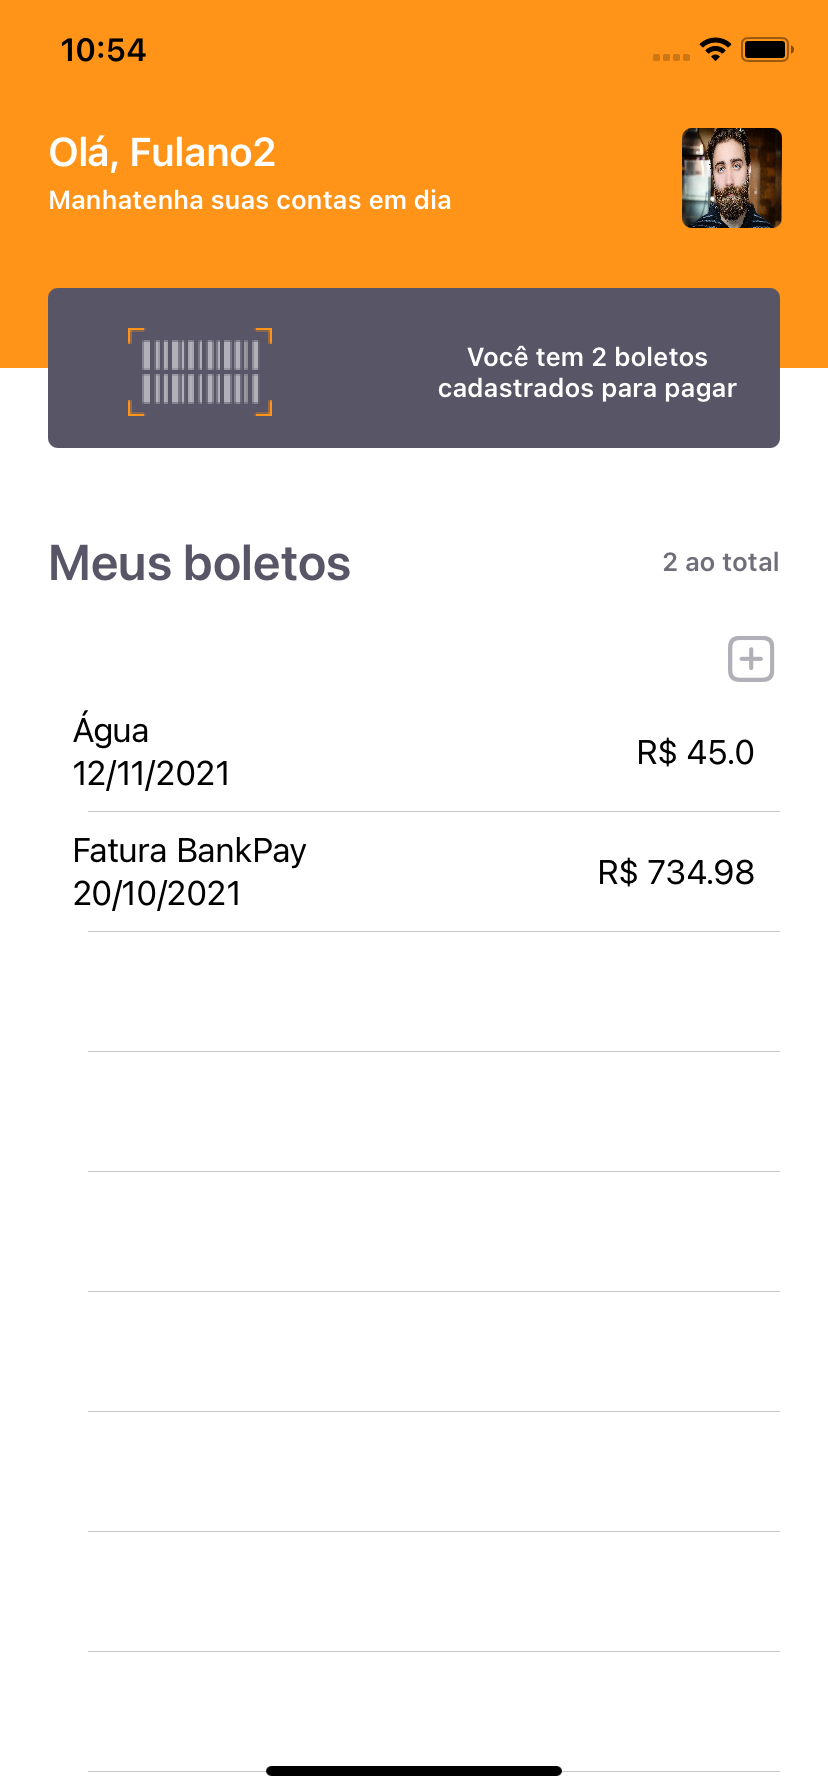 10:54
Olá, Fulano2
Manhatenha suas contas em dia
Você tem 2 boletos
cadastrados para pagar
Meus boletos
2 ao total
Água
12/11/2021
R$ 45.0
Fatura BankPay
20/10/2021
R$ 734.98